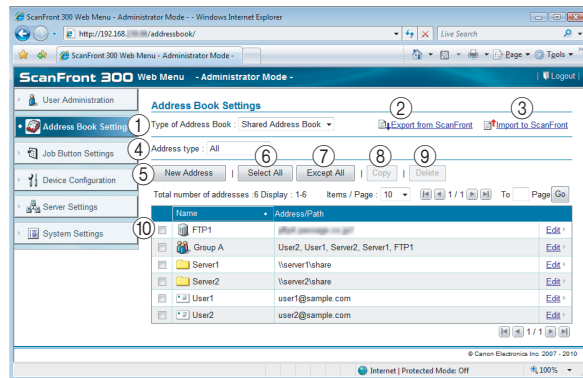 ScanFront 300 Web Menu - Administrator Mode - - Windows Internet Explorer
http://192.168. /addressbook/
Live Search
ScanFront 300 Web Menu - Administrator Mode -
Page Tools
ScanFront 300 Web Menu - Administrator Mode -
Logout
User Administration
Address Book Setting
Job Button Settings
Device Configuration
Server Settings
System Settings
Address Book Settings
② ③
① Type of Address Book : Shared Address Book Export from ScanFront Import to ScanFront
④ Address type : All
⑥ ⑦ ⑧ ⑨
⑤ New Address | Select All Except All | Copy | Delete
Total number of addresses :6 Display : 1-6 Items / Page : 10 1 / 1 To Page Go
Name Address/Path
⑩ FTP1 Edit
Group A User2, User1, Server2, Server1, FTP1 Edit
Server1 \\server1\share Edit
Server2 \\server2\share Edit
User1 user1@sample.com Edit
User2 user2@sample.com Edit
1 / 1
© Canon Electronics Inc. 2007 - 2010
Internet | Protected Mode: Off 100%